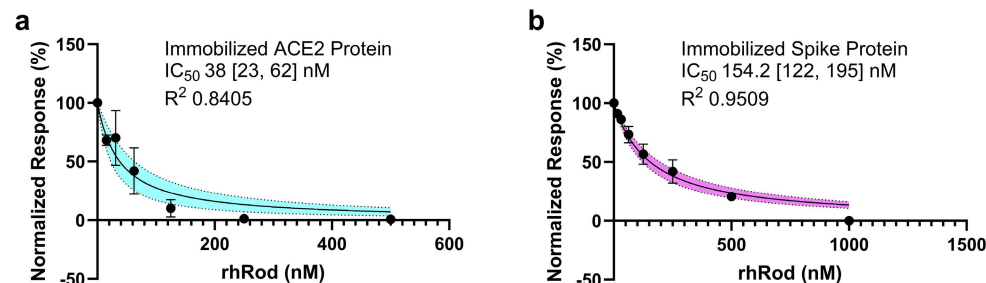 a
Immobilized ACE2 Protein
IC50 38 [23, 62] nM
R2 0.8405
Normalized Response (%)
150
100
50
0
-50
200
400
600
rhRod (nM)
b
Immobilized Spike Protein
IC50 154.2 [122, 195] nM
R2 0.9509
Normalized Response (%)
150
100
50
0
-50
500
1000
1500
rhRod (nM)